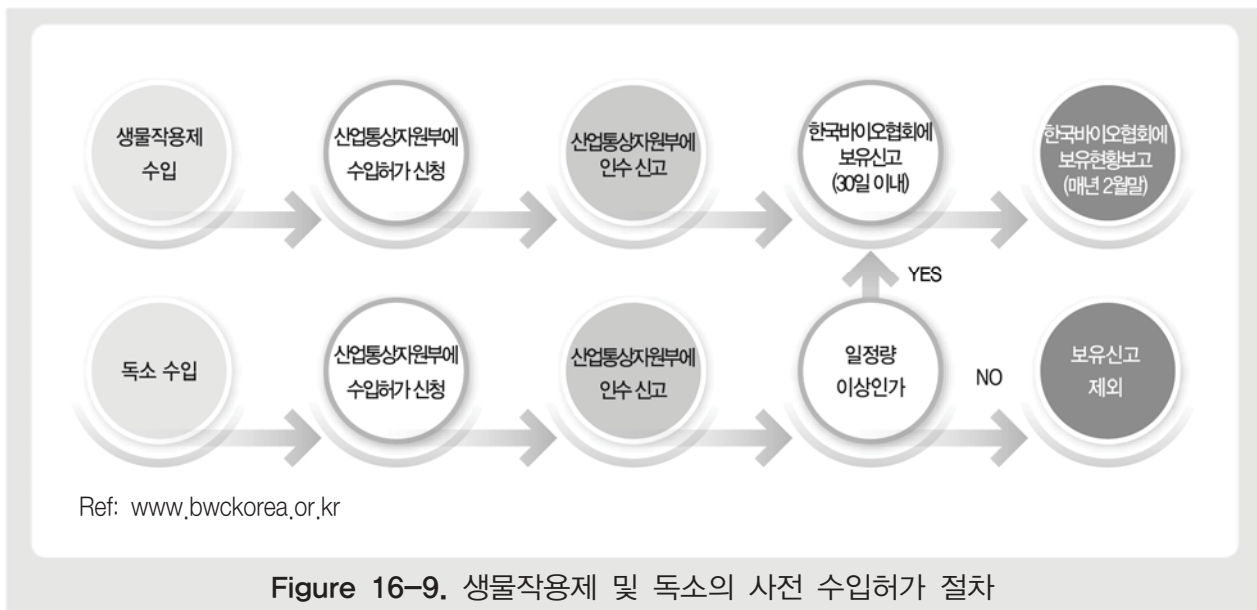 생물작용제
수입
산업통상자원부에
수입허가 신청
산업통상자원부에
인수 신고
한국바이오협회에
보유신고
(30일 이내)
한국바이오협회에
보유현황보고
(매년 2월말)
YES
독소 수입
산업통상자원부에
수입허가 신청
산업통상자원부에
인수 신고
일정량
이상인가
NO
보유신고
제외
Ref: www.bwckorea.or.kr
Figure 16-9. 생물작용제 및 독소의 사전 수입허가 절차